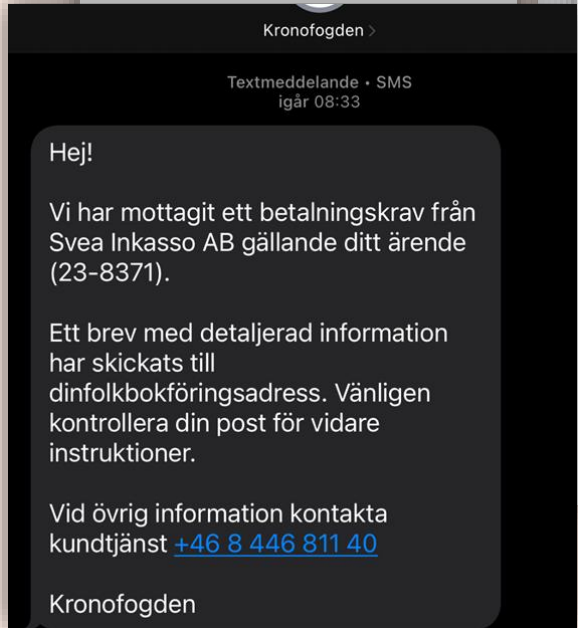 Kronofogden >
Textmeddelande • SMS
igår 08:33
Hej!
Vi har mottagit ett betalningskrav från
Svea Inkasso AB gällande ditt ärende
(23-8371).
Ett brev med detaljerad information
har skickats till
dinfolkbokföringsadress. Vänligen
kontrollera din post för vidare
instruktioner.
Vid övrig information kontakta
kundtjänst +46 8 446 811 40
Kronofogden